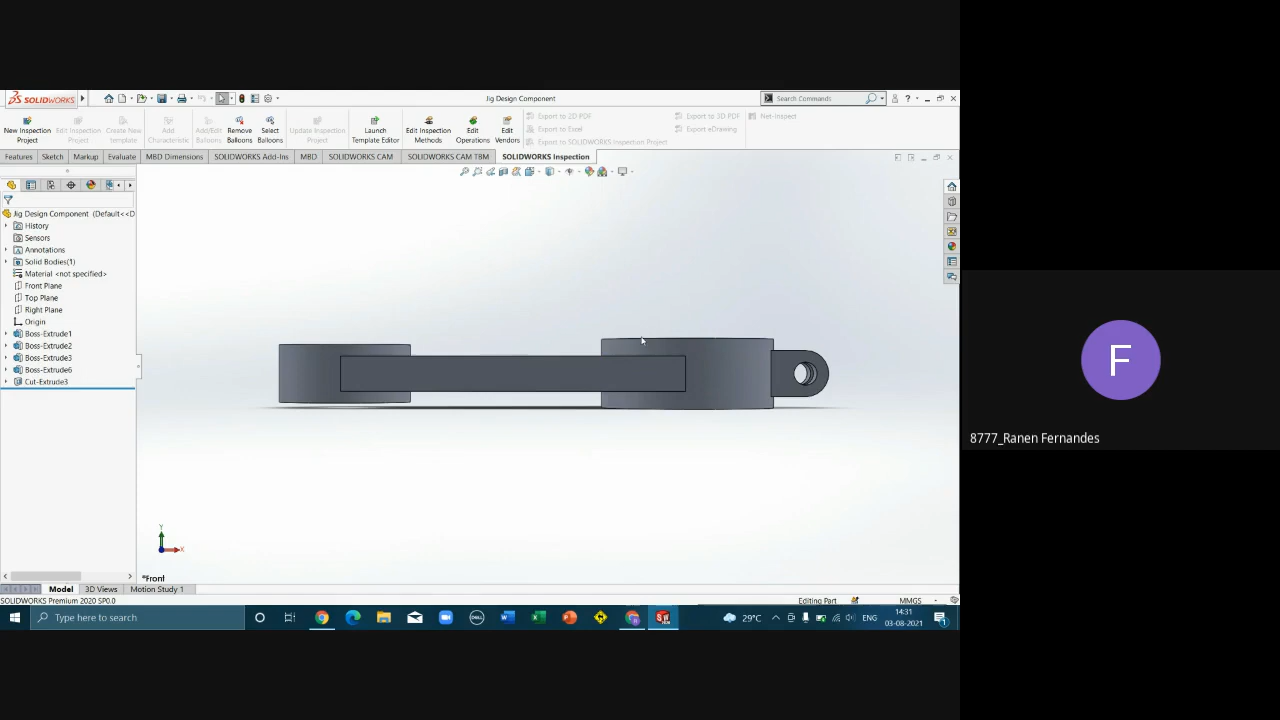 SOLIDWORKS
Jig Design Component
Search Commands
New Inspection Project
Edit Inspection Project
Create New template
Add Characteristic
Add/Edit Balloons
Remove Balloons
Select Balloons
Update Inspection Project
Launch Template Editor
Edit Inspection Methods
Edit Operations
Edit Vendors
Export to 2D PDF
Export to Excel
Export to SOLIDWORKS Inspection Project
Export to 3D PDF
Export eDrawing
Net-Inspect
Features Sketch Markup Evaluate MBD Dimensions SOLIDWORKS Add-Ins MBD SOLIDWORKS CAM SOLIDWORKS CAM TBM SOLIDWORKS Inspection
Jig Design Component (Default<<D
History
Sensors
Annotations
Solid Bodies(1)
Material <not specified>
Front Plane
Top Plane
Right Plane
Origin
Boss-Extrude1
Boss-Extrude2
Boss-Extrude3
Boss-Extrude6
Cut-Extrude3
Y
X
*Front
Model 3D Views Motion Study 1
SOLIDWORKS Premium 2020 SP0.0
Editing Part
MMGS
Type here to search
29°C
ENG
14:31
03-08-2021
F
8777_Ranen Fernandes